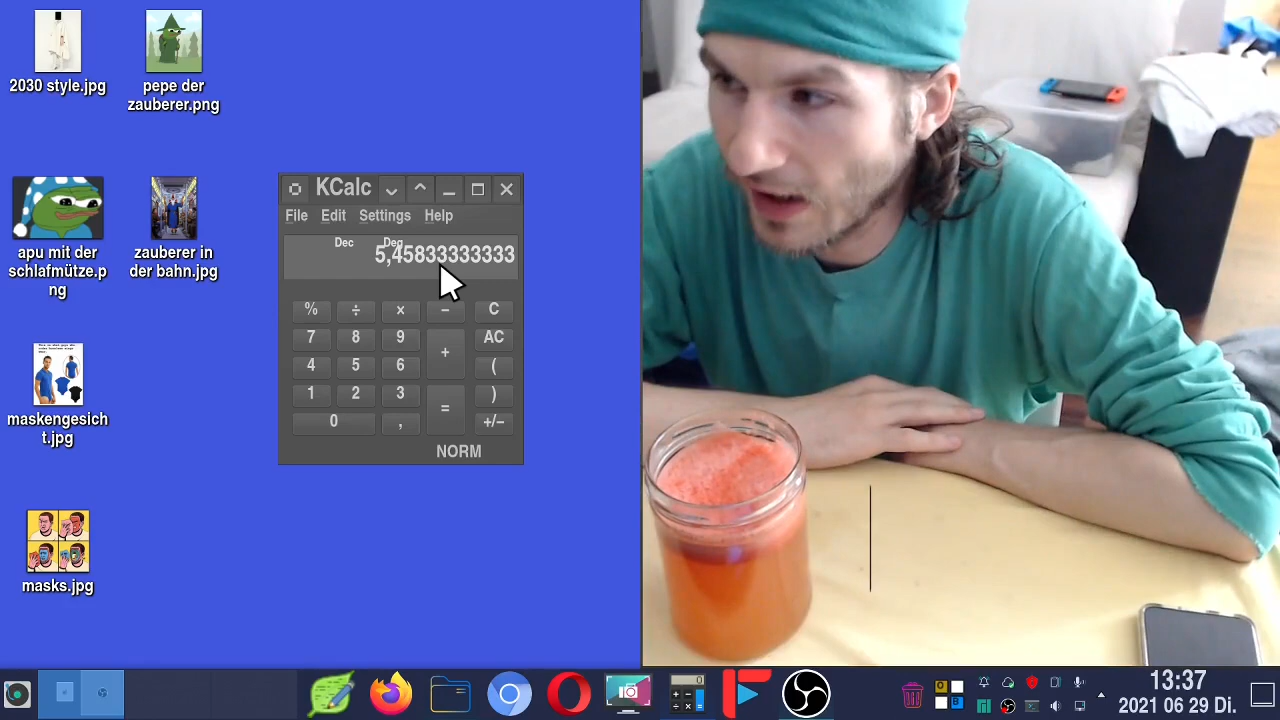 2030 style.jpg
pepe der
zauberer.png
apu mit der
schlafmütze.p
ng
zauberer in
der bahn.jpg
maskengesich
t.jpg
masks.jpg
KCalc
File Edit Settings Help
Dec Deg
5,45833333333
% ÷ × − C
7 8 9 + AC
4 5 6 (
1 2 3 = )
0 , +/−
NORM
13:37
2021 06 29 Di.